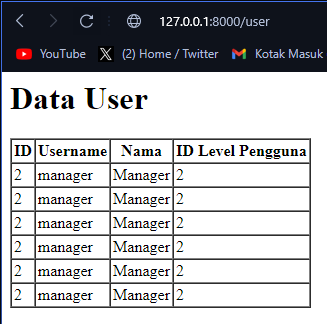 127.0.0.1:8000/user
YouTube (2) Home / Twitter Kotak Masuk
Data User
ID Username Nama ID Level Pengguna
2 manager Manager 2
2 manager Manager 2
2 manager Manager 2
2 manager Manager 2
2 manager Manager 2
2 manager Manager 2